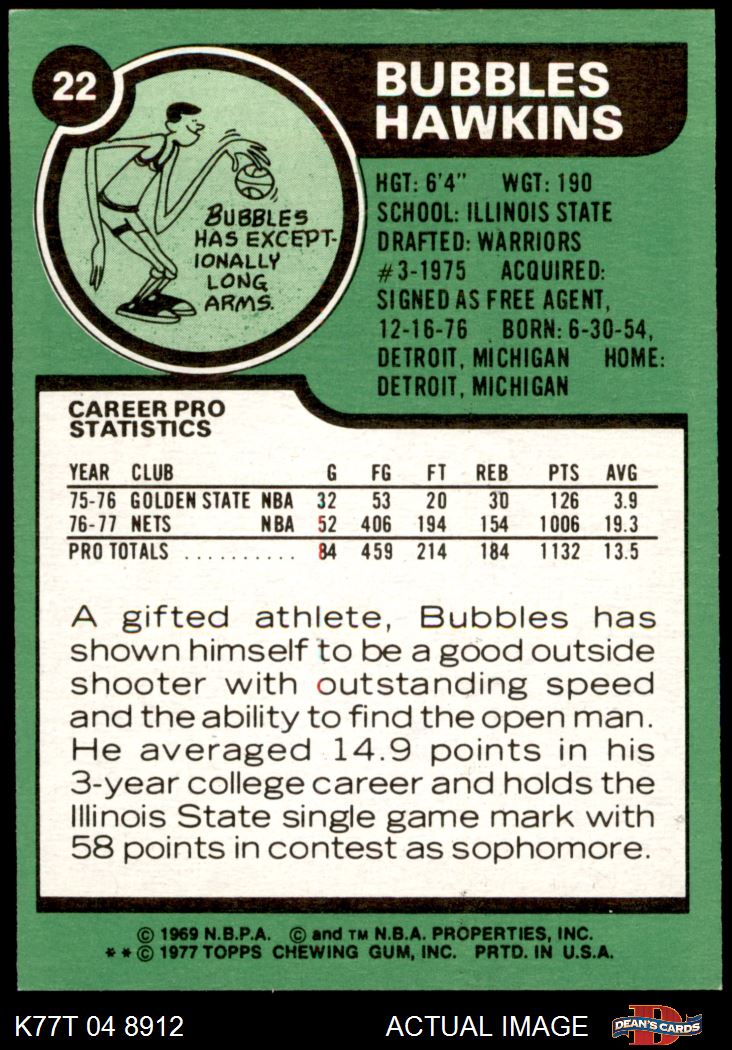 22
BUBBLES
HAWKINS
BUBBLES
HAS EXCEPT-
IONALLY
LONG
ARMS.
HGT: 6'4" WGT: 190
SCHOOL: ILLINOIS STATE
DRAFTED: WARRIORS
#3-1975 ACQUIRED:
SIGNED AS FREE AGENT,
12-16-76 BORN: 6-30-54,
DETROIT, MICHIGAN HOME:
DETROIT, MICHIGAN
CAREER PRO
STATISTICS
YEAR CLUB G FG FT REB PTS AVG
75-76 GOLDEN STATE NBA 32 53 20 30 126 3.9
76-77 NETS NBA 52 406 194 154 1006 19.3
PRO TOTALS .......... 84 459 214 184 1132 13.5
A gifted athlete, Bubbles has
shown himself to be a good outside
shooter with outstanding speed
and the ability to find the open man.
He averaged 14.9 points in his
3-year college career and holds the
Illinois State single game mark with
58 points in contest as sophomore.
© 1969 N.B.P.A. © and TM N.B.A. PROPERTIES, INC.
**© 1977 TOPPS CHEWING GUM, INC. PRTD. IN U.S.A.
K77T 04 8912 ACTUAL IMAGE D DEAN'S CARDS